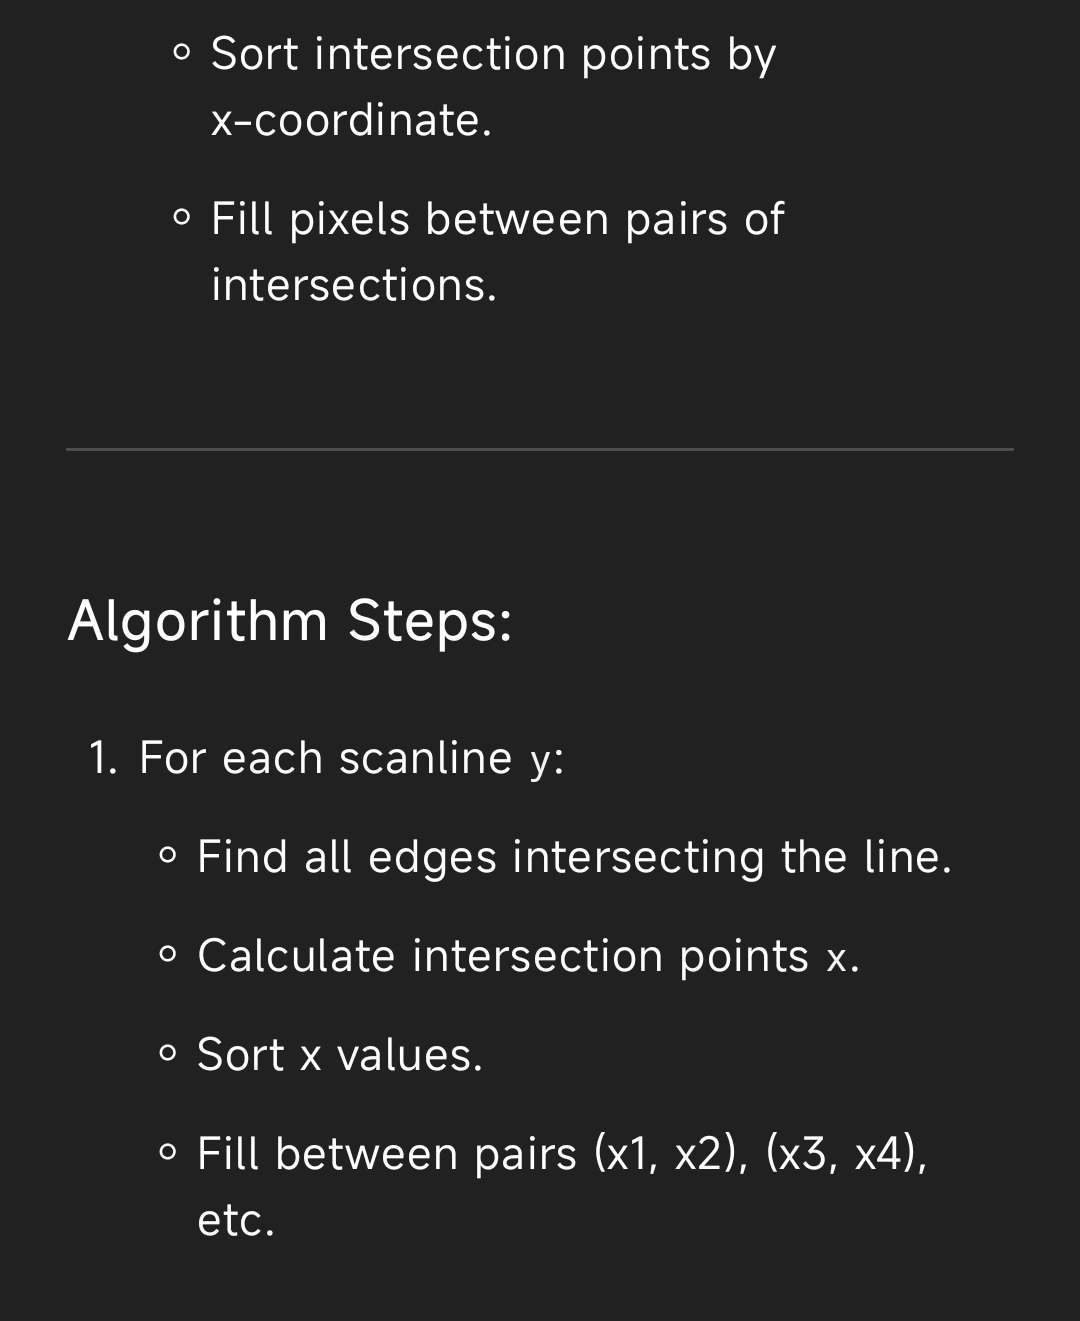 Sort intersection points by
x-coordinate.
Fill pixels between pairs of
intersections.
Algorithm Steps:
1. For each scanline y:
Find all edges intersecting the line.
Calculate intersection points x.
Sort x values.
Fill between pairs (x1, x2), (x3, x4),
etc.